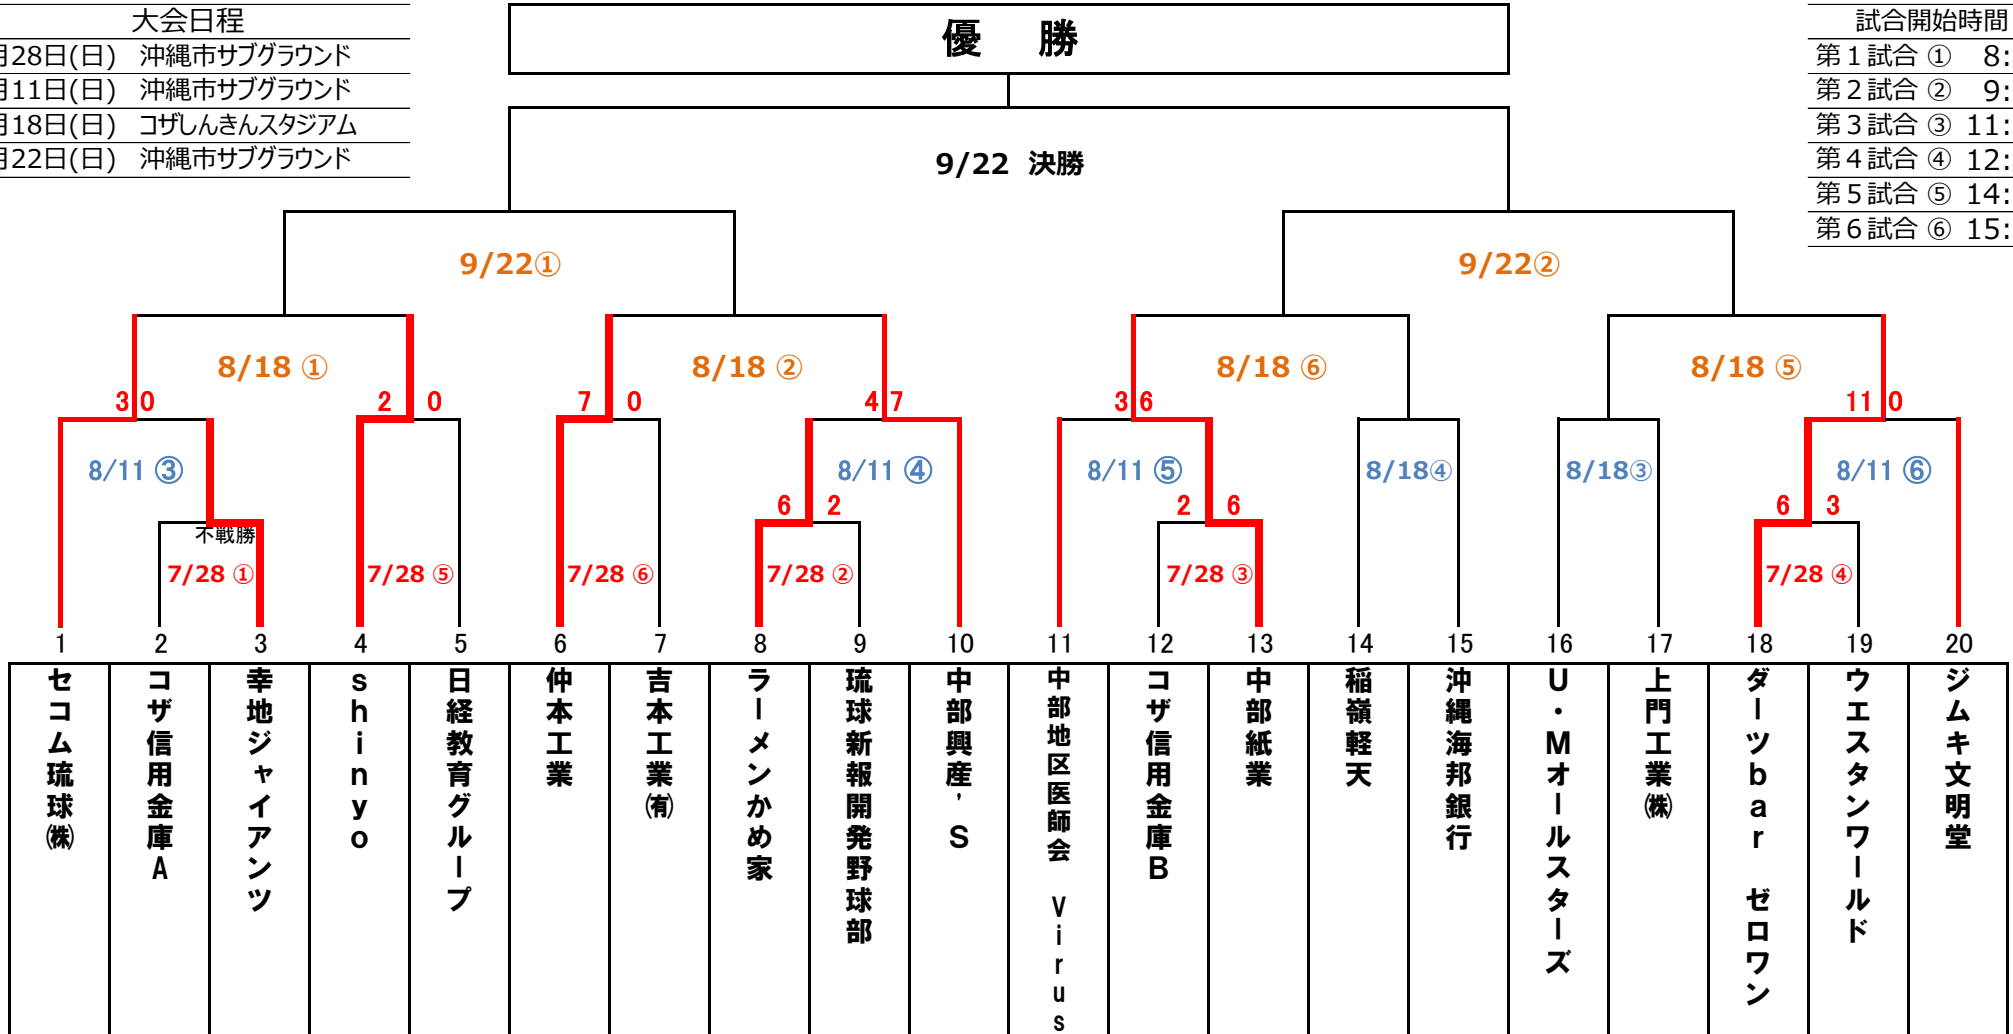 大会日程
月28日(日) 沖縄市サブグラウンド
月11日(日) 沖縄市サブグラウンド
月18日(日) コザしんきんスタジアム
月22日(日) 沖縄市サブグラウンド
優 勝
試合開始時間
第1試合 ① 8:
第2試合 ② 9:
第3試合 ③ 11:
第4試合 ④ 12:
第5試合 ⑤ 14:
第6試合 ⑥ 15:
9/22 決勝
9/22① 9/22②
8/18 ① 8/18 ② 8/18 ⑥ 8/18 ⑤
3 0 2 0 7 0 4 7 3 6 11 0
8/11 ③ 8/11 ④ 8/11 ⑤ 8/18④ 8/18③ 8/11 ⑥
6 2 2 6 6 3
不戦勝
7/28 ① 7/28 ⑤ 7/28 ⑥ 7/28 ② 7/28 ③ 7/28 ④
1 2 3 4 5 6 7 8 9 10 11 12 13 14 15 16 17 18 19 20
セコム琉球㈱
コザ信用金庫A
幸地ジャイアンツ
shinyo
日経教育グループ
仲本工業
吉本工業㈲
ラーメンかめ家
琉球新報開発野球部
中部興産'S
中部地区医師会 Virus
コザ信用金庫B
中部紙業
稲嶺軽天
沖縄海邦銀行
U・Mオールスターズ
上門工業㈱
ダーツbar ゼロワン
ウエスタンワールド
ジムキ文明堂